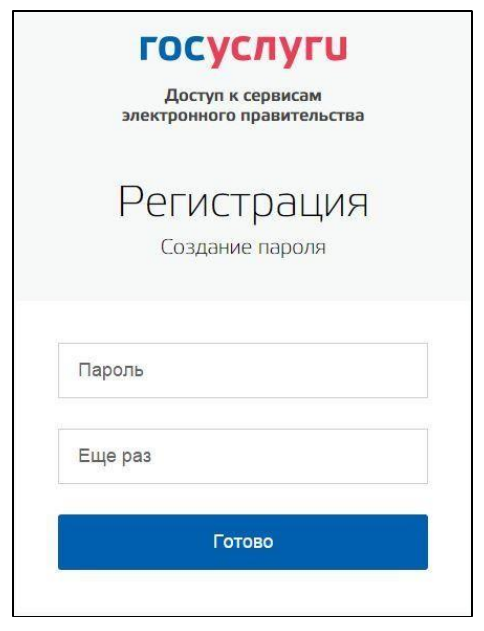 госуслуги
Доступ к сервисам
электронного правительства
Регистрация
Создание пароля
Пароль
Еще раз
Готово